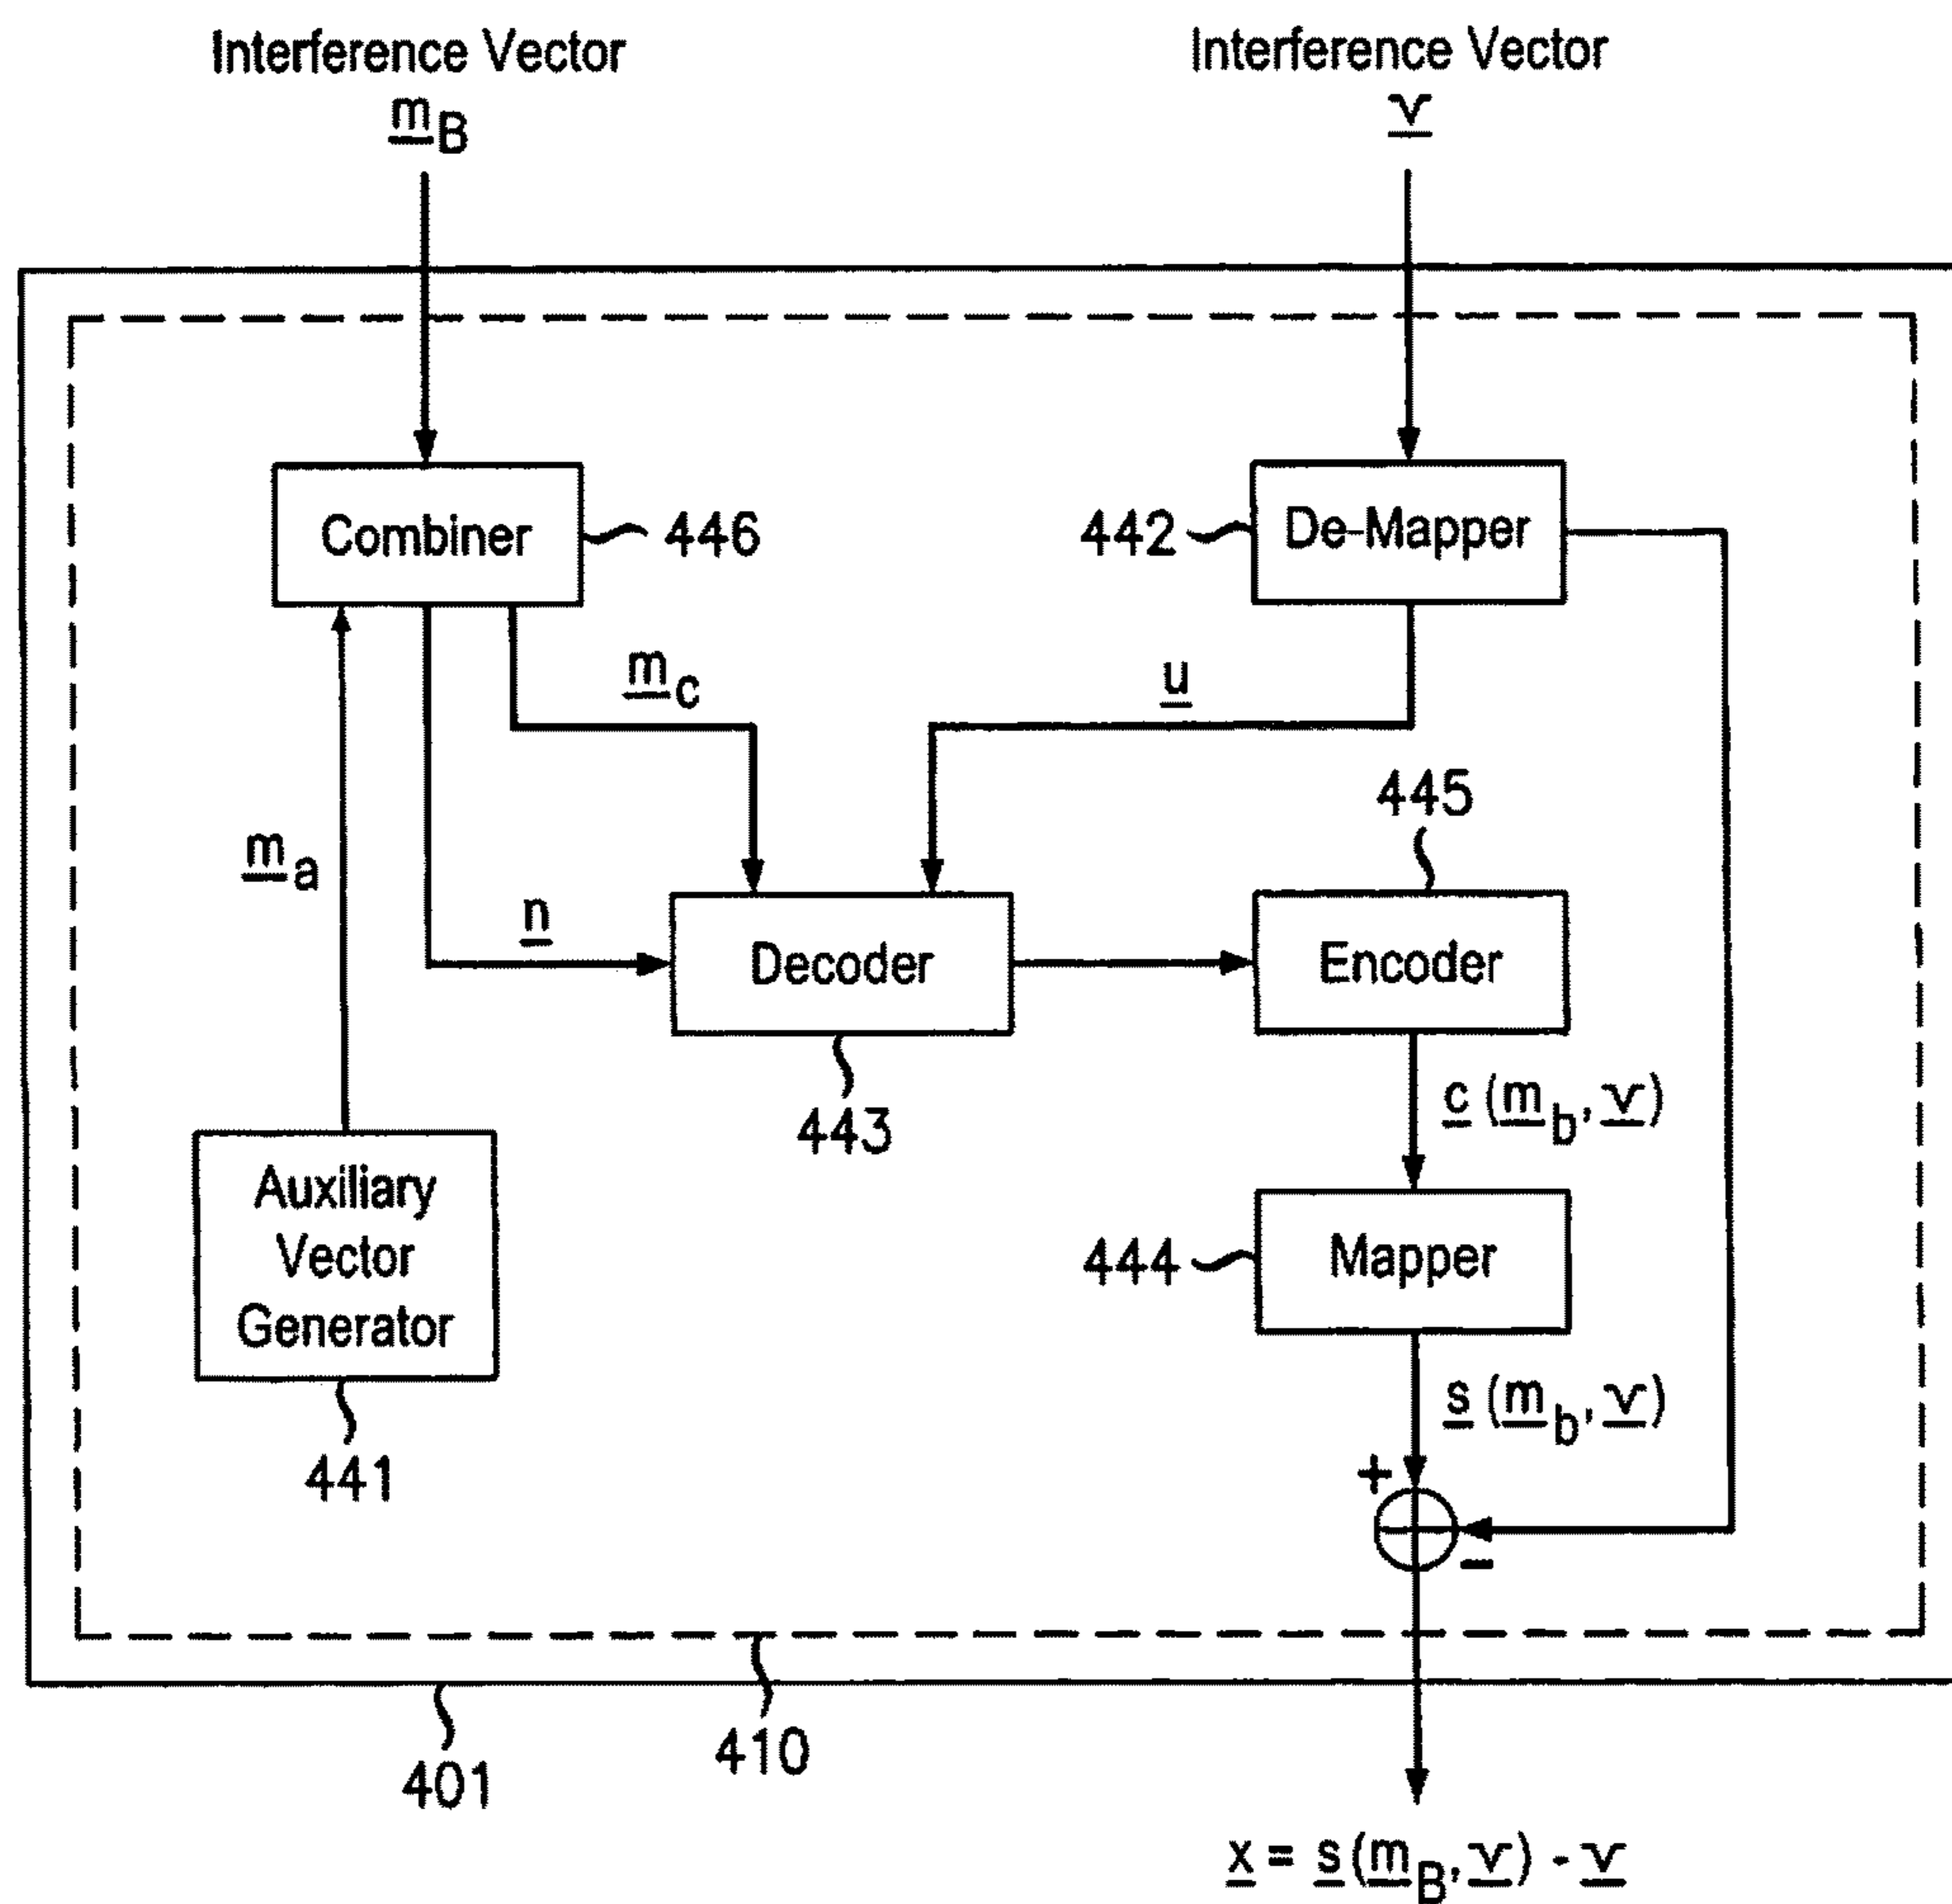 Interference Vector
m_B
Interference Vector
v
Combiner
446
442
De-Mapper
m_c
u
445
m_a
n
Decoder
Encoder
443
c (m_b, v)
Auxiliary
Vector
Generator
444
Mapper
441
s (m_b, v)
+
-
410
401
x = s(m_B, v) - v